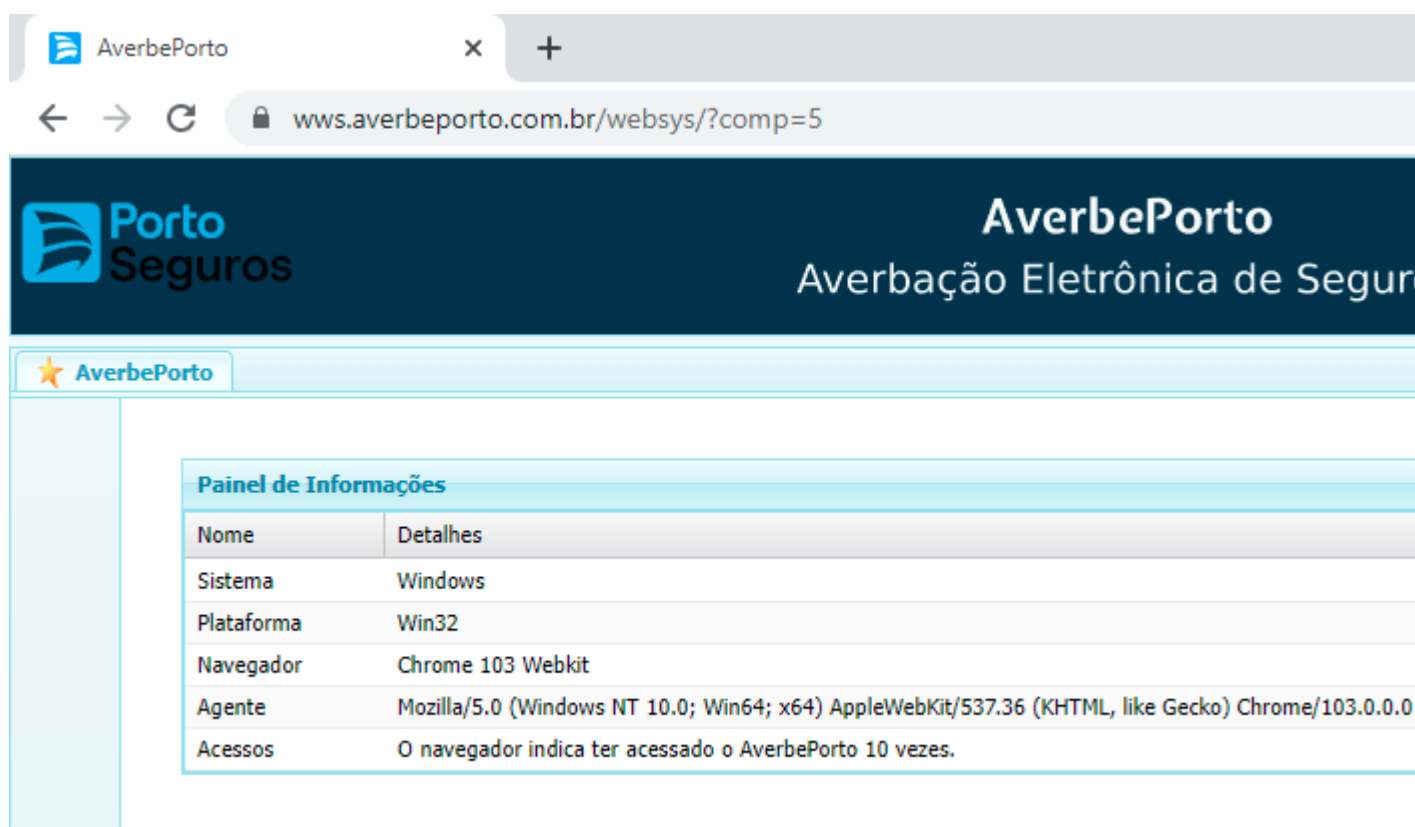 AverbePorto
wws.averbeporto.com.br/websys/?comp=5
Porto
Seguros
AverbePorto
Averbação Eletrônica de Segur
AverbePorto
Painel de Informações
Nome Detalhes
Sistema Windows
Plataforma Win32
Navegador Chrome 103 Webkit
Agente Mozilla/5.0 (Windows NT 10.0; Win64; x64) AppleWebKit/537.36 (KHTML, like Gecko) Chrome/103.0.0.0
Acessos O navegador indica ter acessado o AverbePorto 10 vezes.